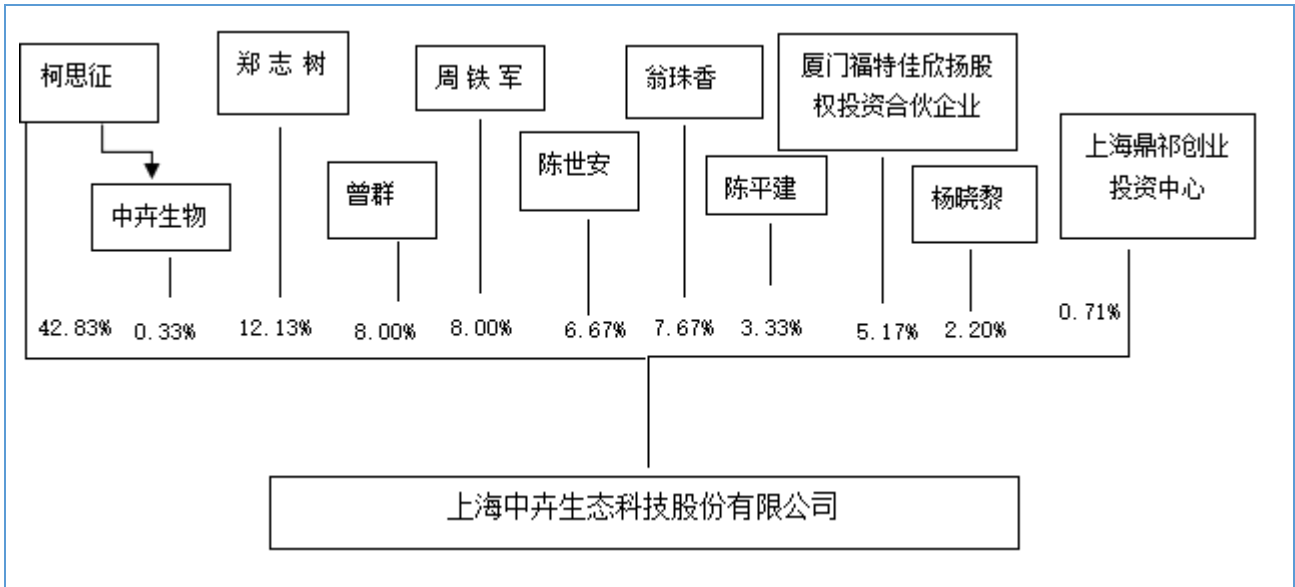 柯思征
郑 志 树
周 铁 军
翁珠香
厦门福特佳欣扬股
权投资合伙企业
上海鼎祁创业
投资中心
陈世安
曾群
陈平建
杨晓黎
中卉生物
42.83%
0.33%
12.13%
8.00%
8.00%
6.67%
7.67%
3.33%
5.17%
2.20%
0.71%
上海中卉生态科技股份有限公司